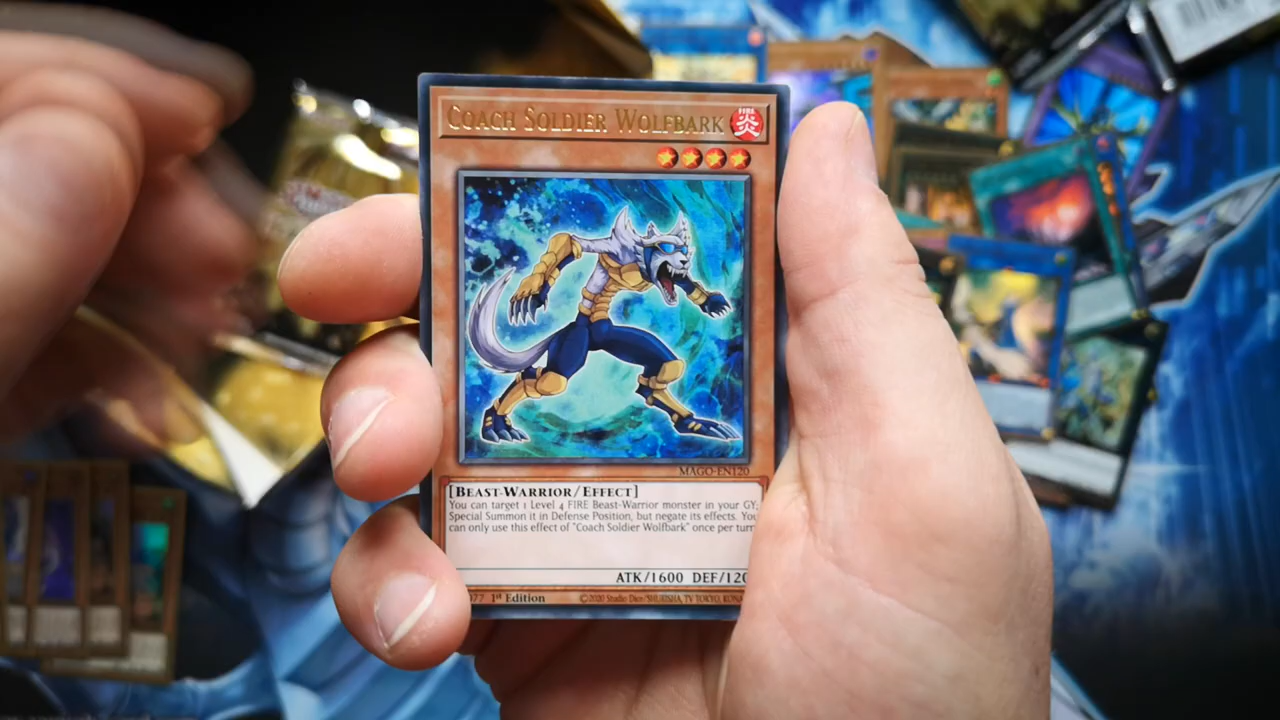 COACH SOLDIER WOLFBARK
FIRE
炎
MAGO-EN120
[BEAST-WARRIOR/EFFECT]
You can target 1 Level 4 FIRE Beast-Warrior monster in your GY;
Special Summon it in Defense Position, but negate its effects. You
can only use this effect of "Coach Soldier Wolfbark" once per turn
ATK/1600 DEF/120
077 1st Edition ©2020 Studio Dice/SHUEISHA, TV TOKYO, KONA